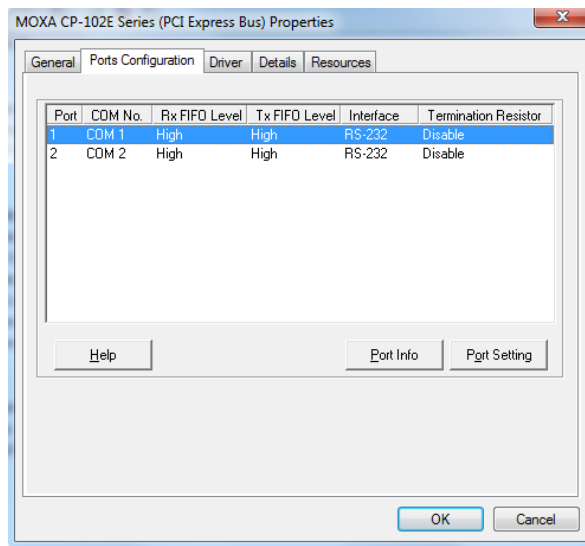 MOXA CP-102E Series (PCI Express Bus) Properties
General Ports Configuration Driver Details Resources
Port COM No. Rx FIFO Level Tx FIFO Level Interface Termination Resistor
1 COM 1 High High RS-232 Disable
2 COM 2 High High RS-232 Disable
Help Port Info Port Setting
OK Cancel